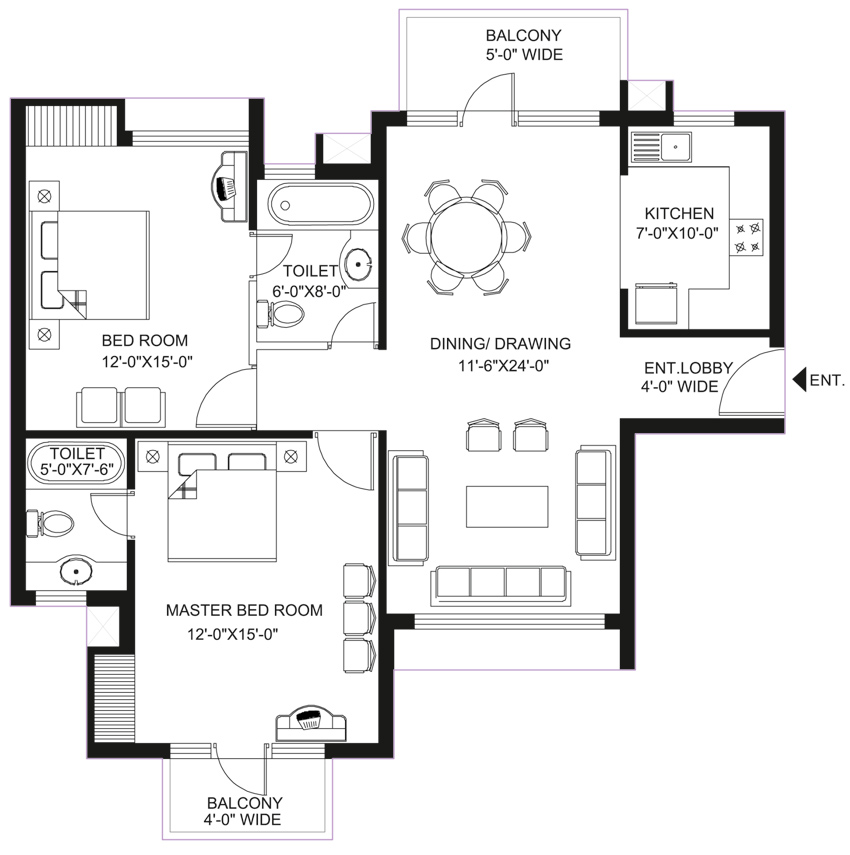 BALCONY
5'-0" WIDE
KITCHEN
7'-0"X10'-0"
TOILET
6'-0"X8'-0"
BED ROOM
12'-0"X15'-0"
DINING/ DRAWING
11'-6"X24'-0"
ENT.LOBBY
4'-0" WIDE
ENT.
TOILET
5'-0"X7'-6"
MASTER BED ROOM
12'-0"X15'-0"
BALCONY
4'-0" WIDE